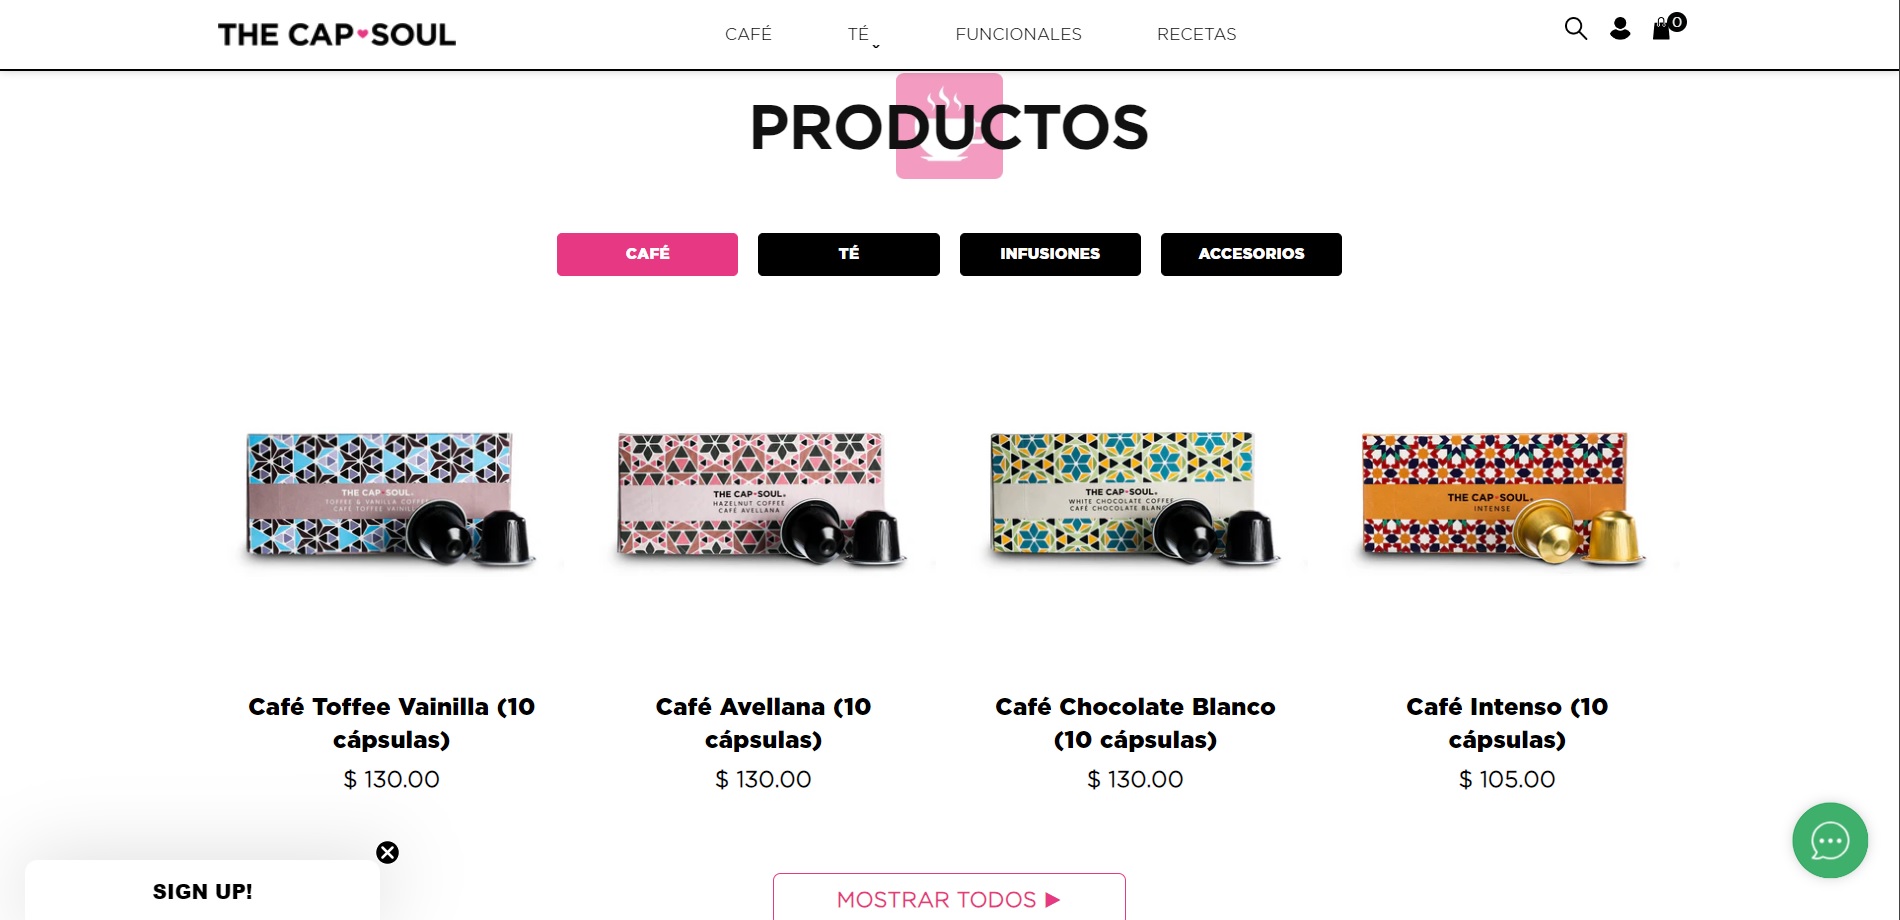 THE CAP SOUL
CAFÉ
TÉ
FUNCIONALES
RECETAS
0
PRODUCTOS
CAFÉ
TÉ
INFUSIONES
ACCESORIOS
THE CAP SOUL
TOFFEE & VANILLA COFFEE
CAFÉ TOFFEE VAINILL
THE CAP SOUL
HAZELNUT COFFEE
CAFÉ AVELLANA
THE CAP SOUL
WHITE CHOCOLATE COFFEE
CAFÉ CHOCOLATE BLANC
THE CAP SOUL
INTENSE
Café Toffee Vainilla (10
cápsulas)
$ 130.00
Café Avellana (10
cápsulas)
$ 130.00
Café Chocolate Blanco
(10 cápsulas)
$ 130.00
Café Intenso (10
cápsulas)
$ 105.00
SIGN UP!
MOSTRAR TODOS ▶